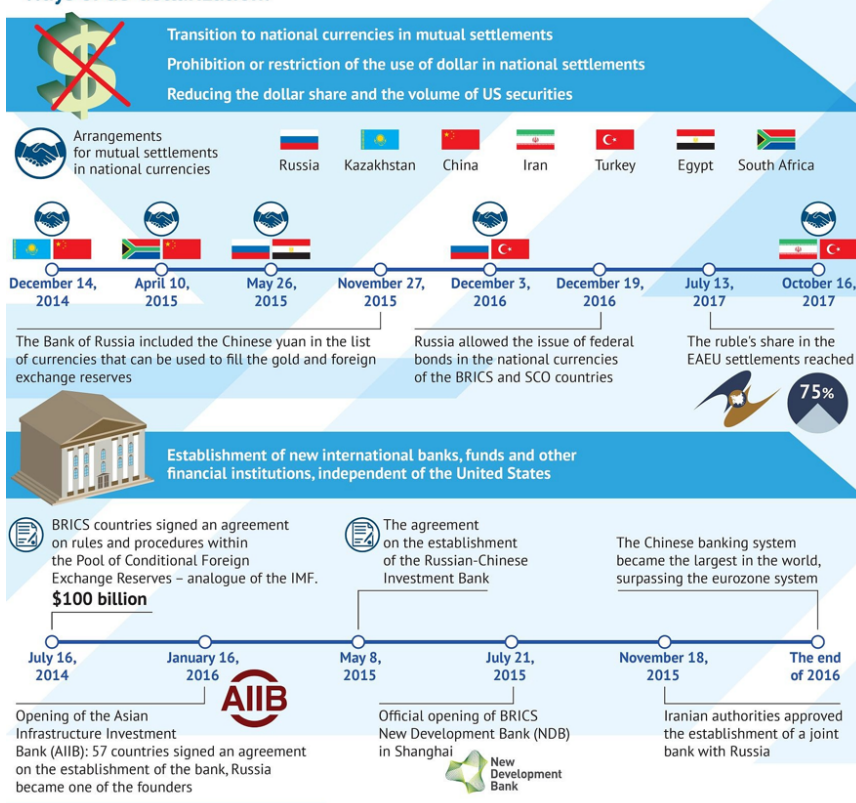 Transition to national currencies in mutual settlements
Prohibition or restriction of the use of dollar in national settlements
Reducing the dollar share and the volume of US securities
Arrangements
for mutual settlements
in national currencies
Russia
Kazakhstan
China
Iran
Turkey
Egypt
South Africa
December 14,
2014
April 10,
2015
May 26,
2015
November 27,
2015
December 3,
2016
December 19,
2016
July 13,
2017
October 16,
2017
The Bank of Russia included the Chinese yuan in the list
of currencies that can be used to fill the gold and foreign
exchange reserves
Russia allowed the issue of federal
bonds in the national currencies
of the BRICS and SCO countries
The ruble's share in the
EAEU settlements reached
75%
Establishment of new international banks, funds and other
financial institutions, independent of the United States
BRICS countries signed an agreement
on rules and procedures within
the Pool of Conditional Foreign
Exchange Reserves – analogue of the IMF.
$100 billion
The agreement
on the establishment
of the Russian-Chinese
Investment Bank
The Chinese banking system
became the largest in the world,
surpassing the eurozone system
July 16,
2014
January 16,
2016
May 8,
2015
July 21,
2015
November 18,
2015
The end
of 2016
AIIB
Opening of the Asian
Infrastructure Investment
Bank (AIIB): 57 countries signed an agreement
on the establishment of the bank, Russia
became one of the founders
Official opening of BRICS
New Development Bank (NDB)
in Shanghai
New
Development
Bank
Iranian authorities approved
the establishment of a joint
bank with Russia